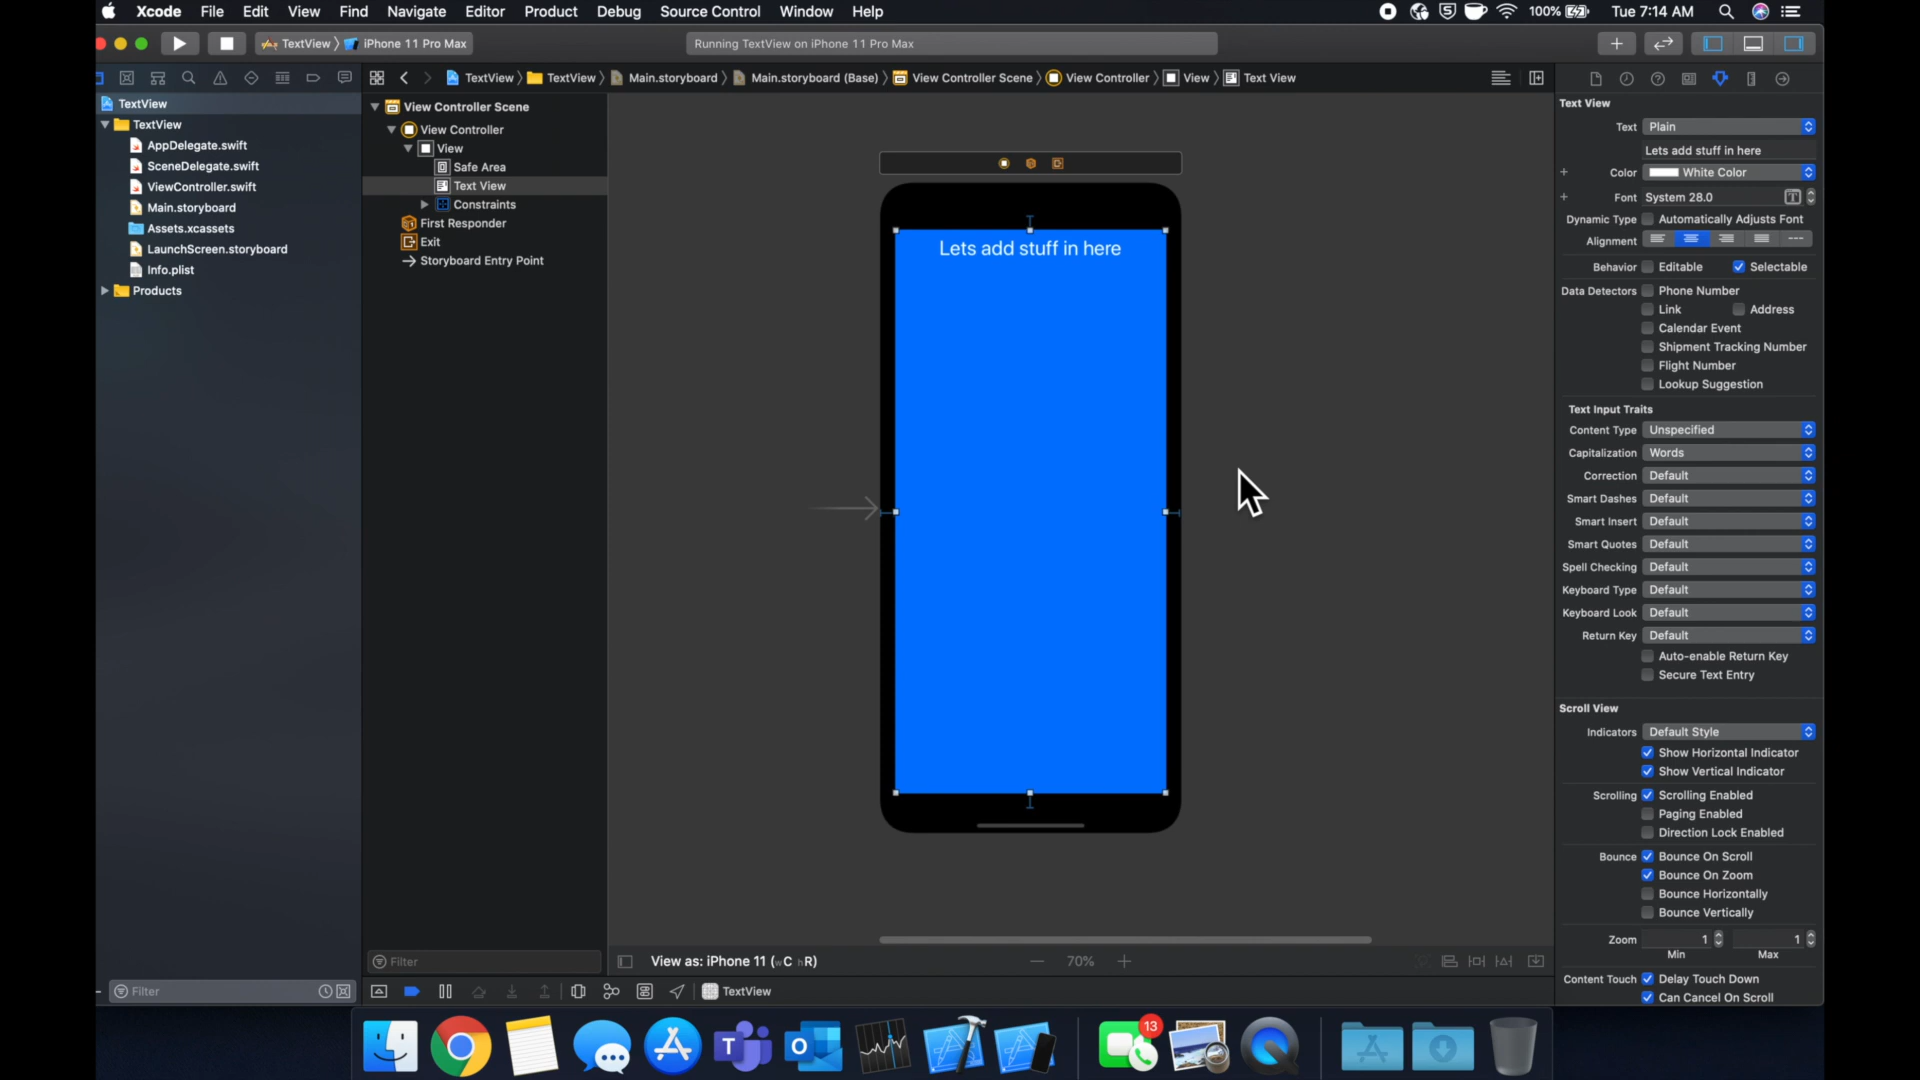 Xcode File Edit View Find Navigate Editor Product Debug Source Control Window Help 100% Tue 7:14 AM
TextView iPhone 11 Pro Max Running TextView on iPhone 11 Pro Max
TextView TextView Main.storyboard Main.storyboard (Base) View Controller Scene View Controller View Text View
TextView
TextView
AppDelegate.swift
SceneDelegate.swift
ViewController.swift
Main.storyboard
Assets.xcassets
LaunchScreen.storyboard
Info.plist
Products
Filter
View Controller Scene
View Controller
View
Safe Area
Text View
Constraints
First Responder
Exit
Storyboard Entry Point
Filter
Lets add stuff in here
View as: iPhone 11 (wC hR) 70%
TextView
Text View
Text Plain
Lets add stuff in here
Color White Color
Font System 28.0
Dynamic Type Automatically Adjusts Font
Alignment
Behavior Editable Selectable
Data Detectors Phone Number
Link Address
Calendar Event
Shipment Tracking Number
Flight Number
Lookup Suggestion
Text Input Traits
Content Type Unspecified
Capitalization Words
Correction Default
Smart Dashes Default
Smart Insert Default
Smart Quotes Default
Spell Checking Default
Keyboard Type Default
Keyboard Look Default
Return Key Default
Auto-enable Return Key
Secure Text Entry
Scroll View
Indicators Default Style
Show Horizontal Indicator
Show Vertical Indicator
Scrolling Scrolling Enabled
Paging Enabled
Direction Lock Enabled
Bounce Bounce On Scroll
Bounce On Zoom
Bounce Horizontally
Bounce Vertically
Zoom 1 1
Min Max
Content Touch Delay Touch Down
Can Cancel On Scroll
13